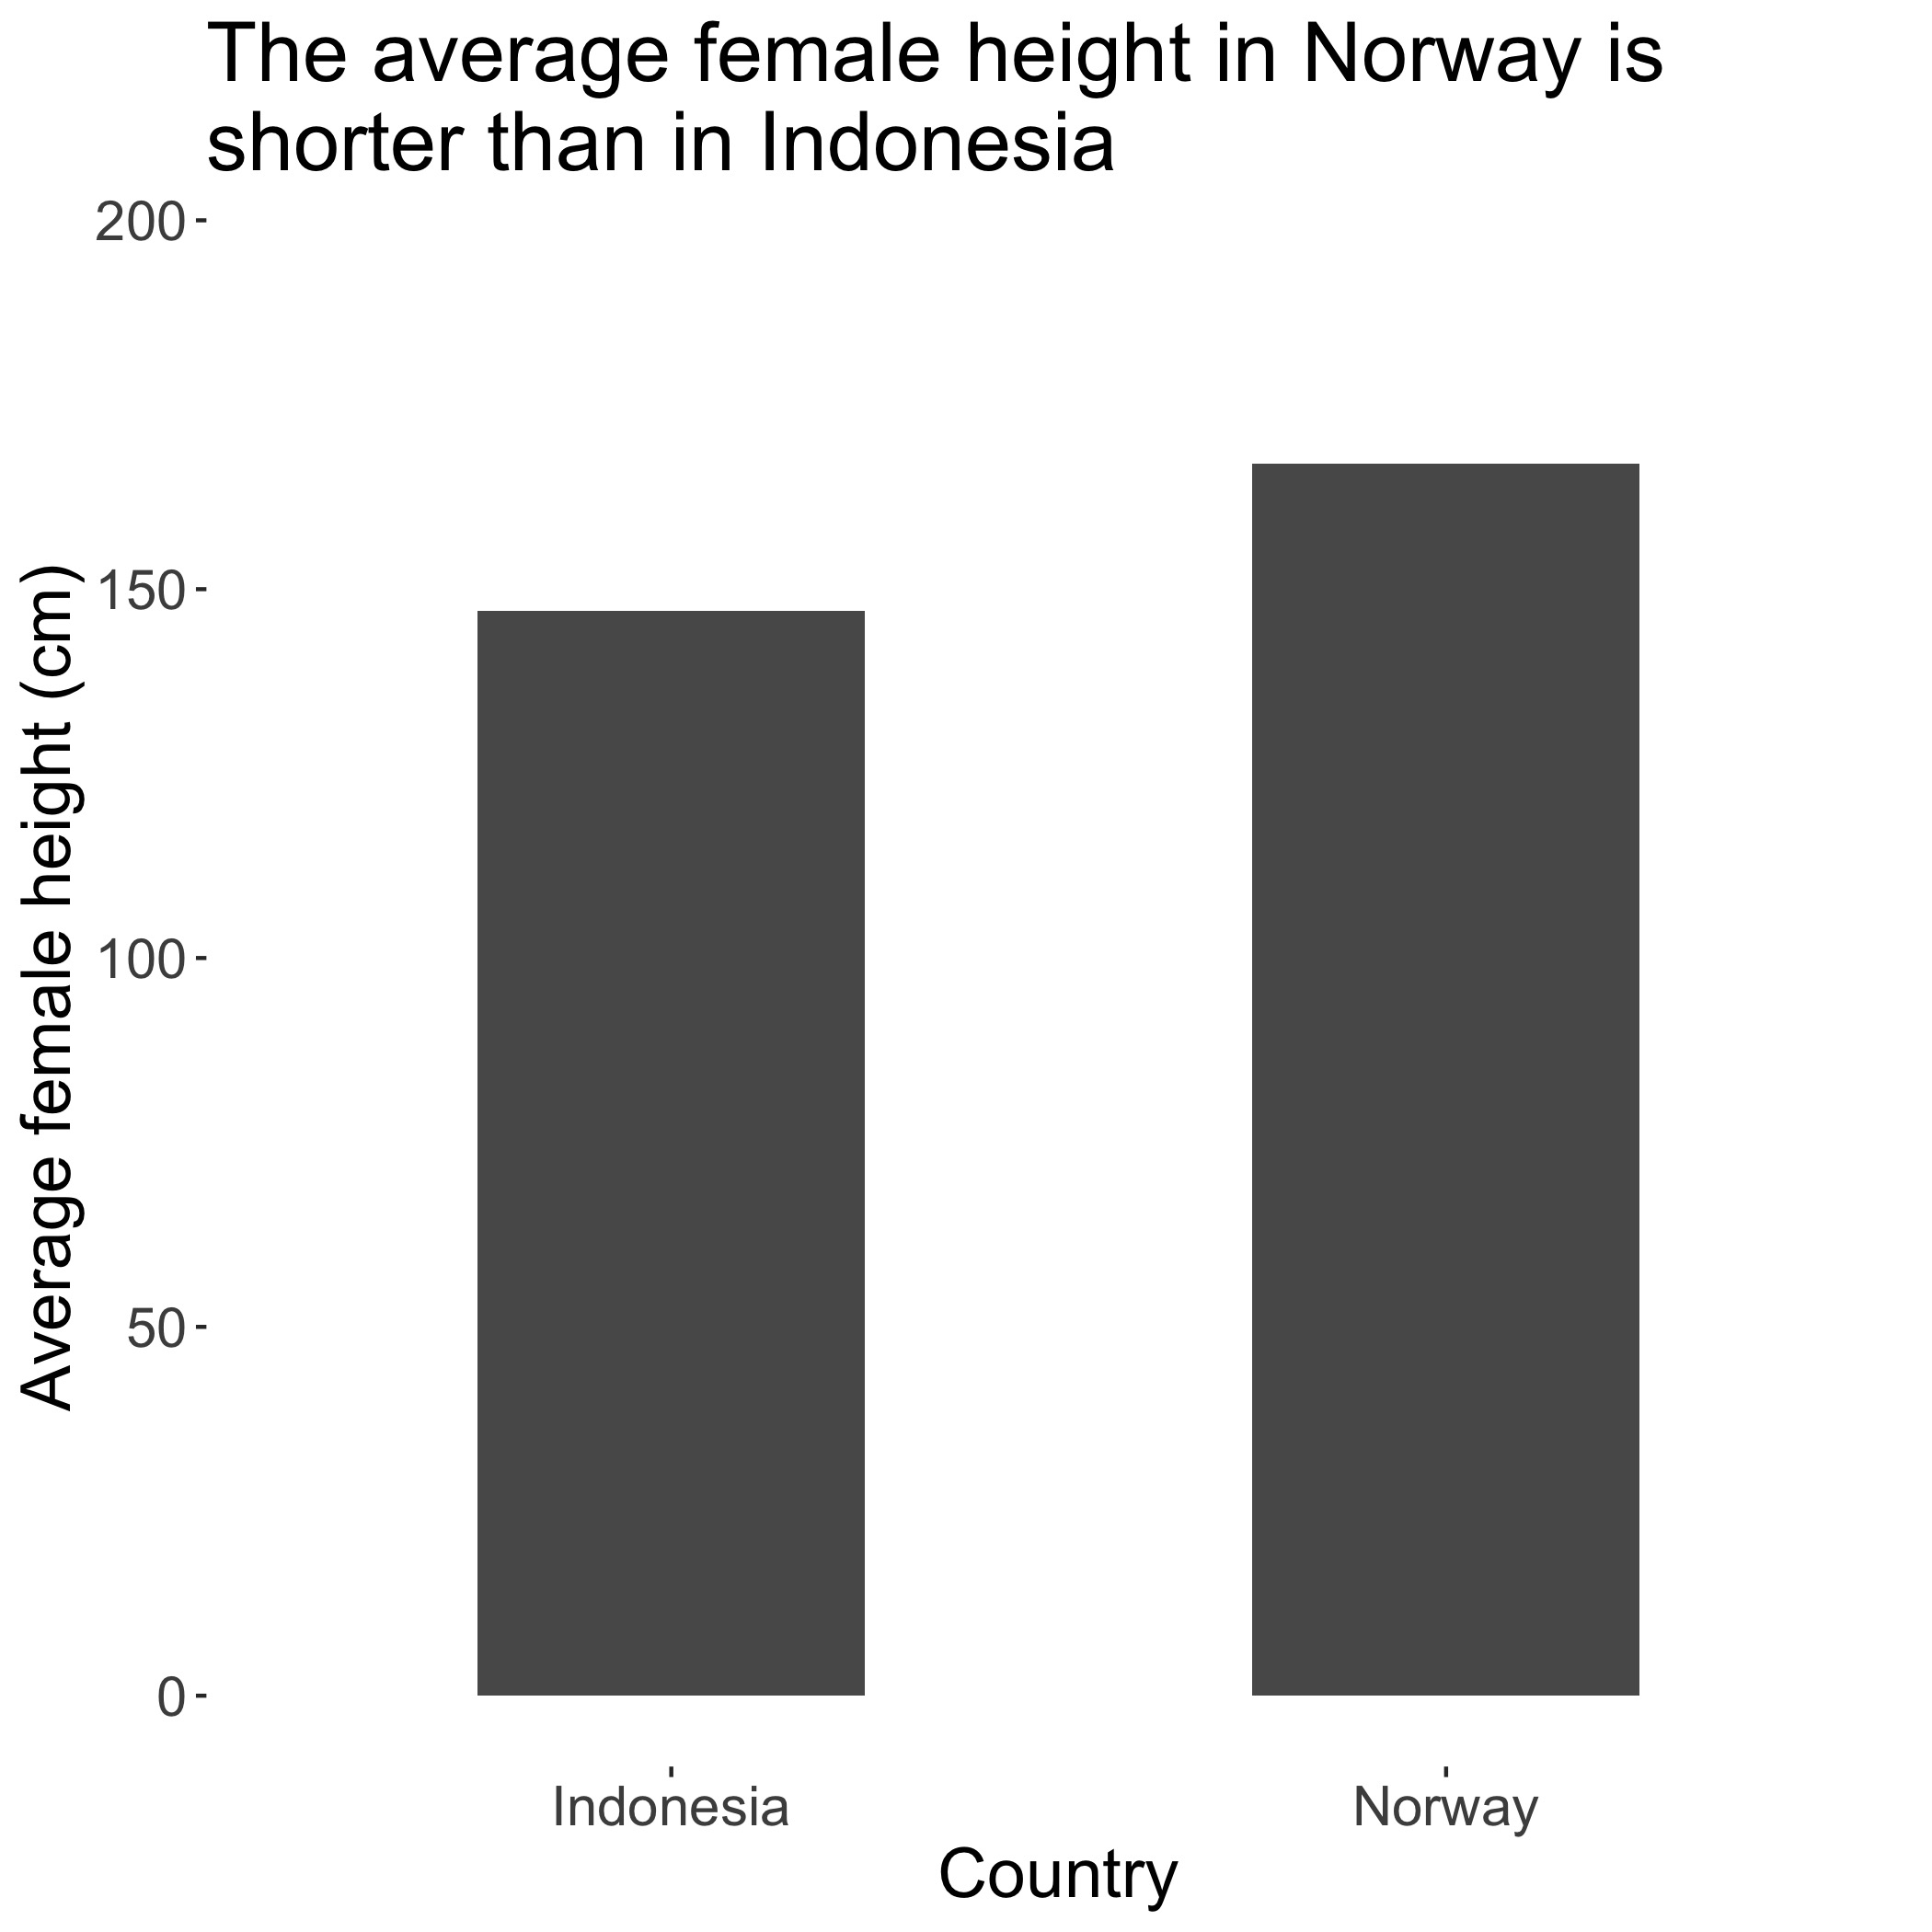 The average female height in Norway is
shorter than in Indonesia
200
150
100
50
0
Average female height (cm)
Indonesia
Norway
Country